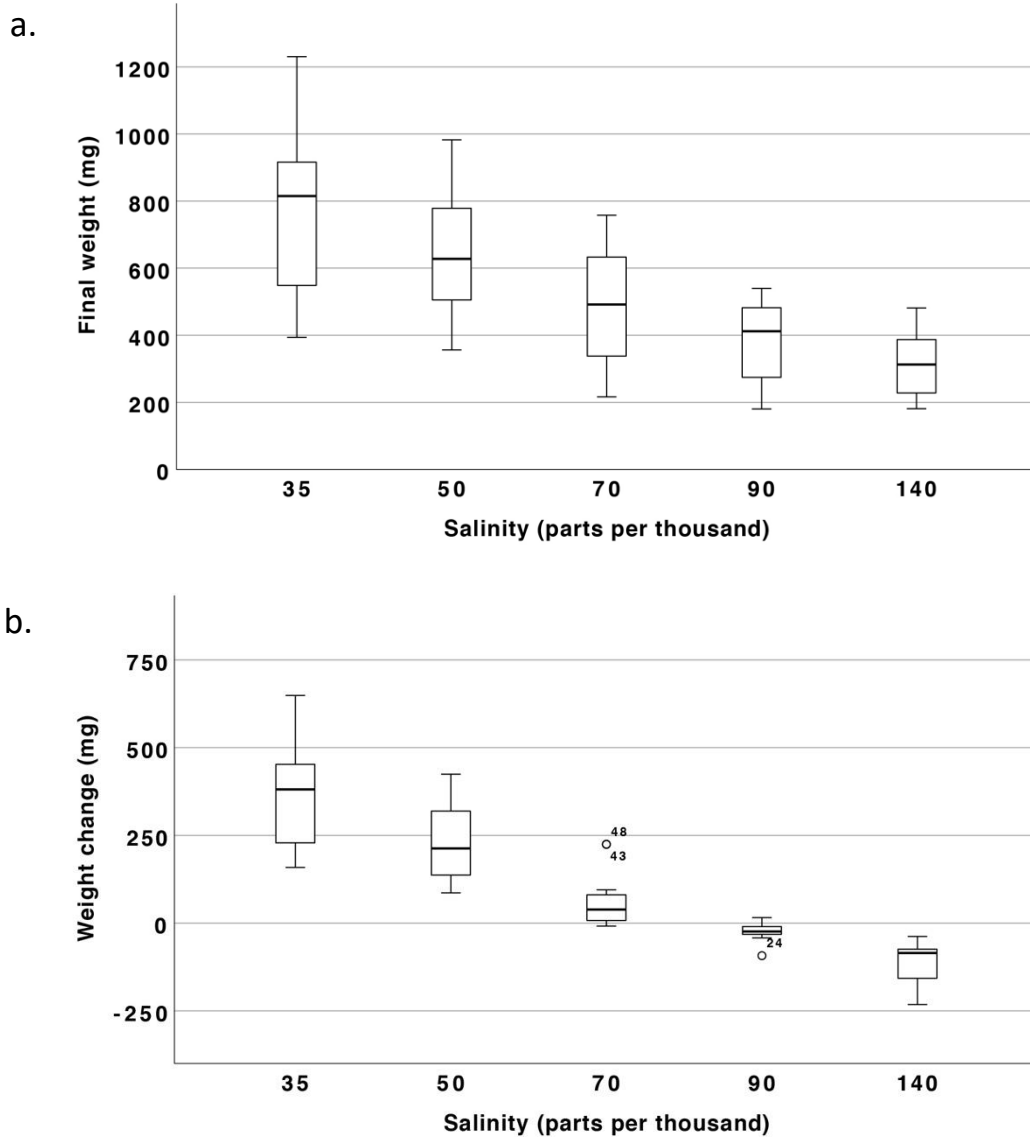 a.
Final weight (mg)
1200
1000
800
600
400
200
0
35 50 70 90 140
Salinity (parts per thousand)
b.
Weight change (mg)
750
500
250
0
-250
48
43
24
35 50 70 90 140
Salinity (parts per thousand)